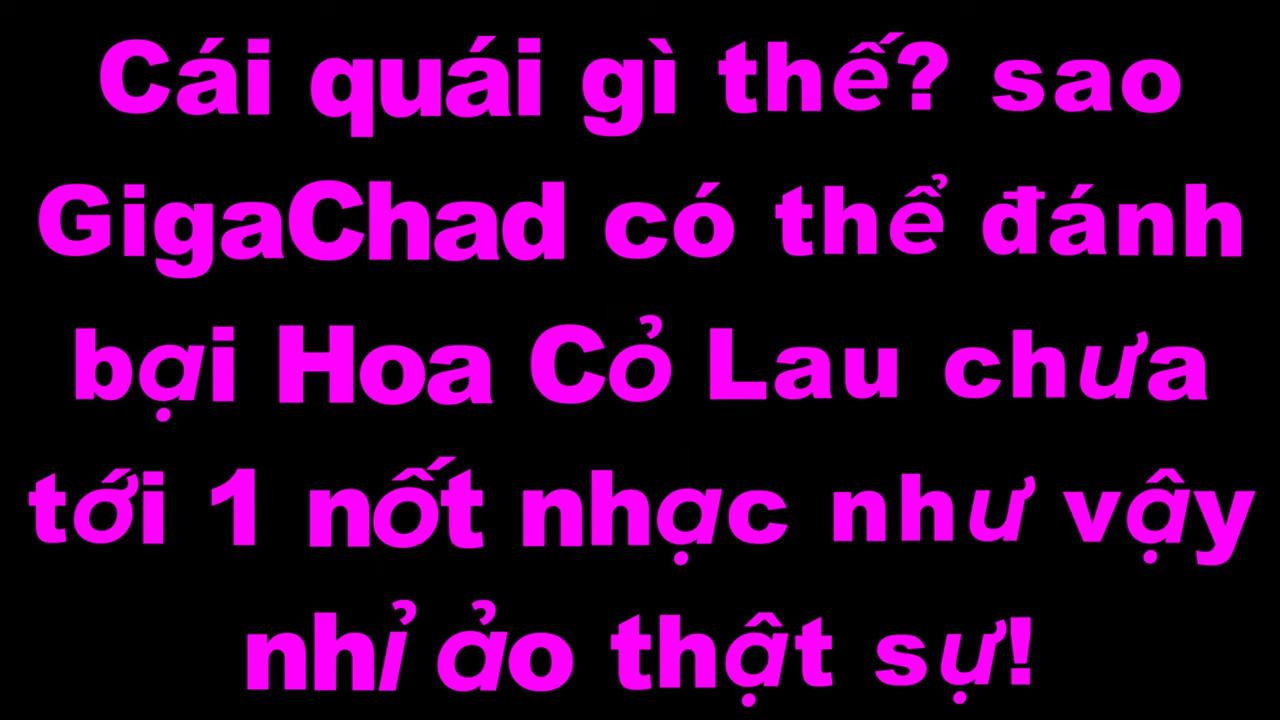 Cái quái gì thế? sao
GigaChad có thể đánh
bại Hoa Cỏ Lau chưa
tới 1 nốt nhạc như vậy
nhỉ ảo thật sự!